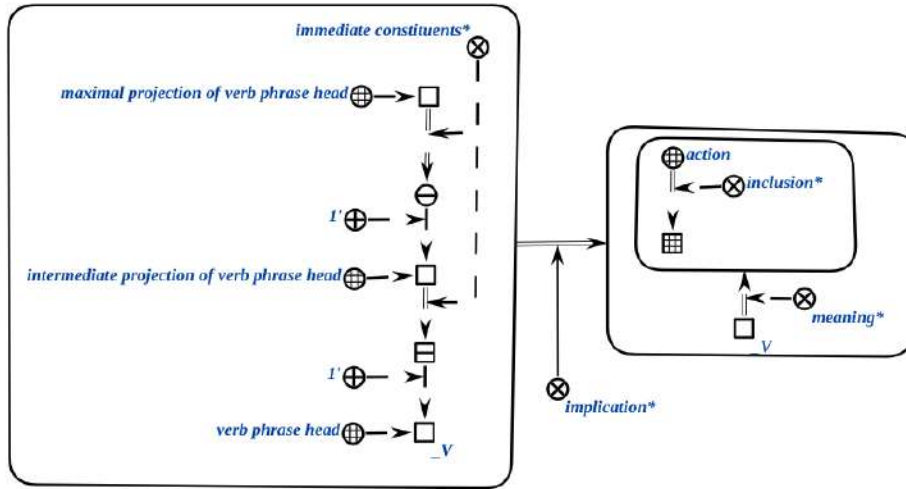 immediate constituents*
maximal projection of verb phrase head
1'
intermediate projection of verb phrase head
1'
verb phrase head
_V
action
inclusion*
meaning*
_V
implication*